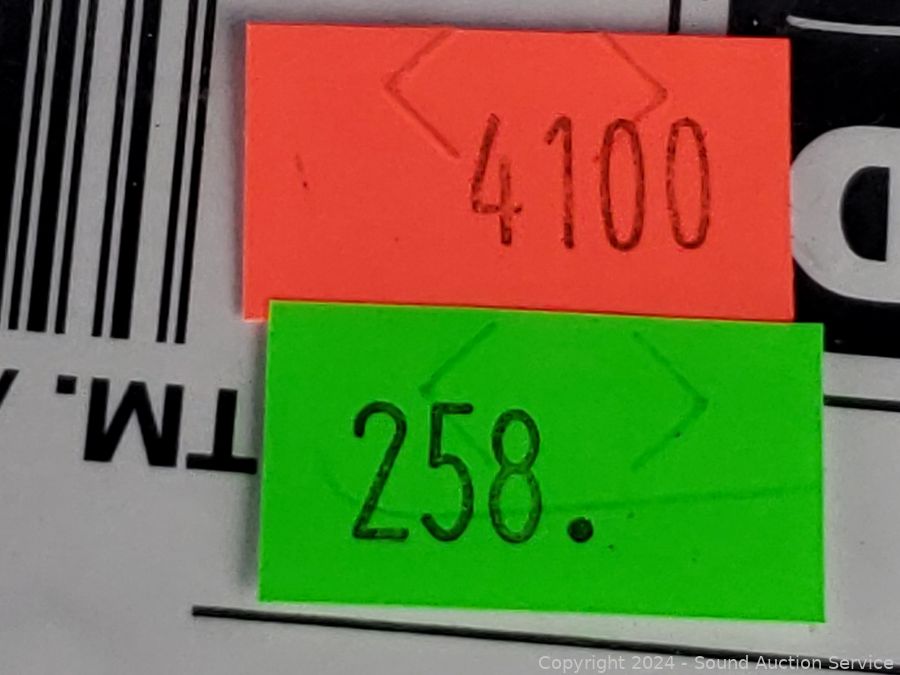 4100
258.
TM.
D
Copyright 2024 - Sound Auction Service